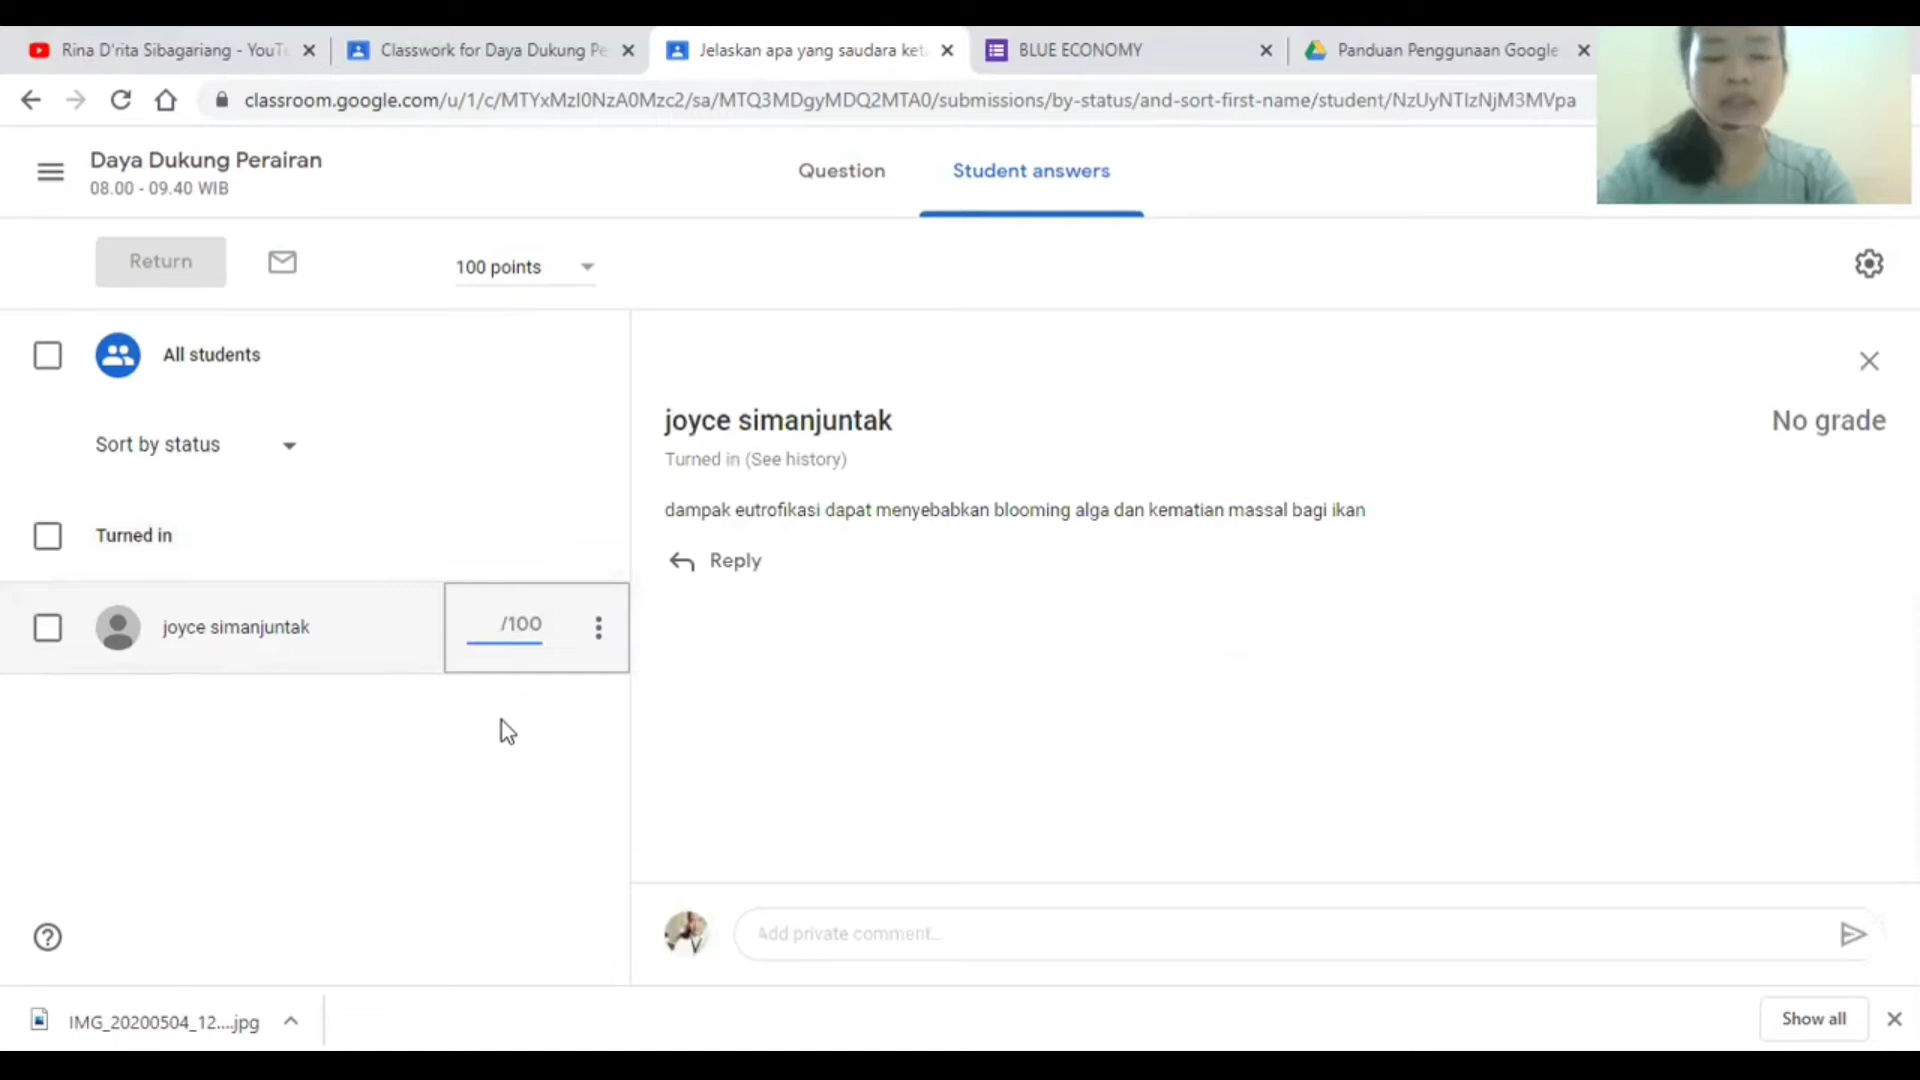 Rina D'rita Sibagariang - YouT
Classwork for Daya Dukung Pe
Jelaskan apa yang saudara keta
BLUE ECONOMY
Panduan Penggunaan Google
classroom.google.com/u/1/c/MTYxMzI0NzA0Mzc2/sa/MTQ3MDgyMDQ2MTA0/submissions/by-status/and-sort-first-name/student/NzUyNTIzNjM3MVpa
Daya Dukung Perairan
08.00 - 09.40 WIB
Question
Student answers
Return
100 points
All students
Sort by status
Turned in
joyce simanjuntak
/100
joyce simanjuntak
No grade
Turned in (See history)
dampak eutrofikasi dapat menyebabkan blooming alga dan kematian massal bagi ikan
Reply
Add private comment...
IMG_20200504_12....jpg
Show all